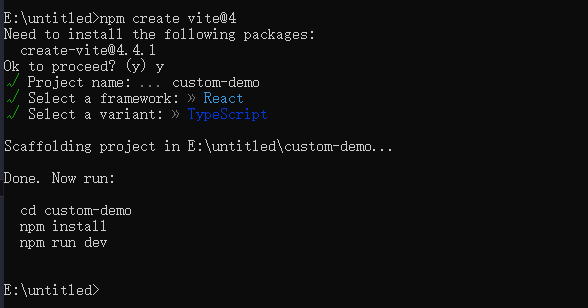 E:\untitled>npm create vite@4
Need to install the following packages:
create-vite@4.4.1
Ok to proceed? (y) y
√ Project name: ... custom-demo
√ Select a framework: » React
√ Select a variant: » TypeScript
Scaffolding project in E:\untitled\custom-demo...
Done. Now run:
cd custom-demo
npm install
npm run dev
E:\untitled>